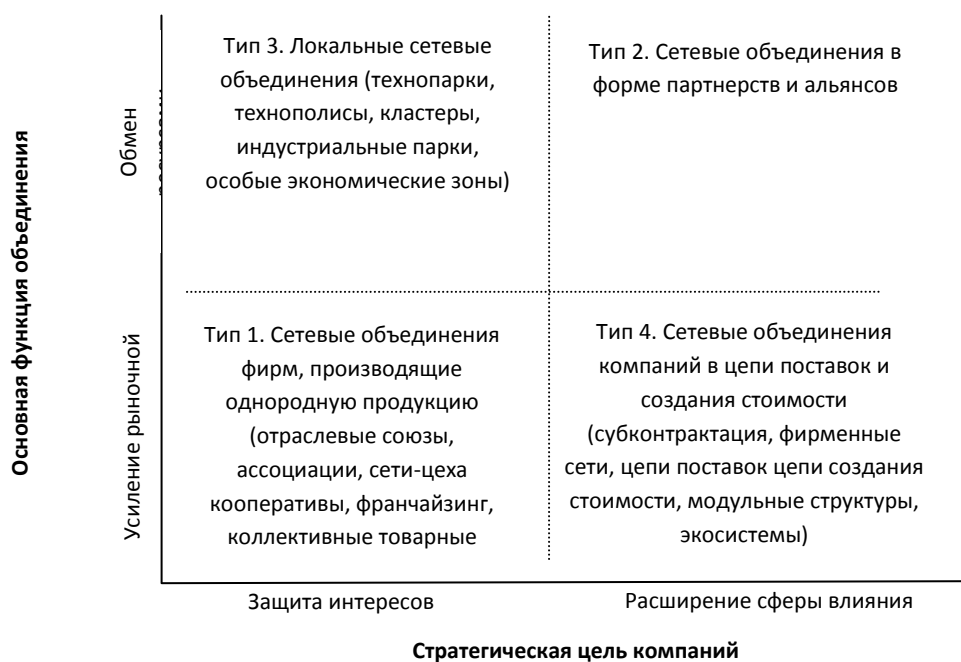 Основная функция объединения
Обмен
Тип 3. Локальные сетевые
объединения (технопарки,
технополисы, кластеры,
индустриальные парки,
особые экономические зоны)
Тип 2. Сетевые объединения в
форме партнерств и альянсов
Усиление рыночной
Тип 1. Сетевые объединения
фирм, производящие
однородную продукцию
(отраслевые союзы,
ассоциации, сети-цеха
кооперативы, франчайзинг,
коллективные товарные
Тип 4. Сетевые объединения
компаний в цепи поставок и
создания стоимости
(субконтрактация, фирменные
сети, цепи поставок цепи создания
стоимости, модульные структуры,
экосистемы)
Защита интересов
Расширение сферы влияния
Стратегическая цель компаний